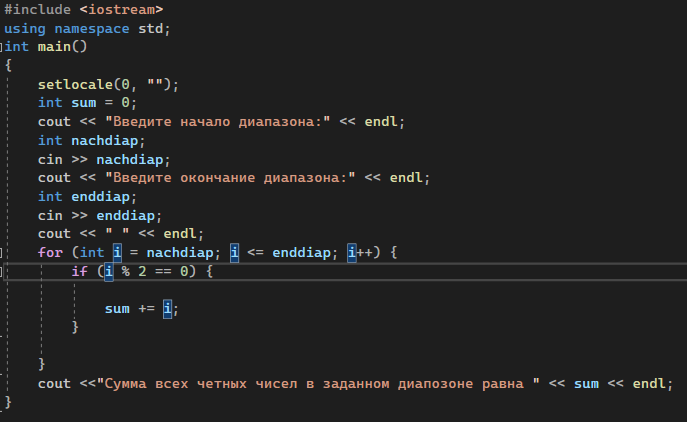 #include <iostream>
using namespace std;
int main()
{
setlocale(0, "");
int sum = 0;
cout << "Введите начало диапазона:" << endl;
int nachdiap;
cin >> nachdiap;
cout << "Введите окончание диапазона:" << endl;
int enddiap;
cin >> enddiap;
cout << " " << endl;
for (int i = nachdiap; i <= enddiap; i++) {
if (i % 2 == 0) {
sum += i;
}
}
cout <<"Сумма всех четных чисел в заданном диапозоне равна " << sum << endl;
}